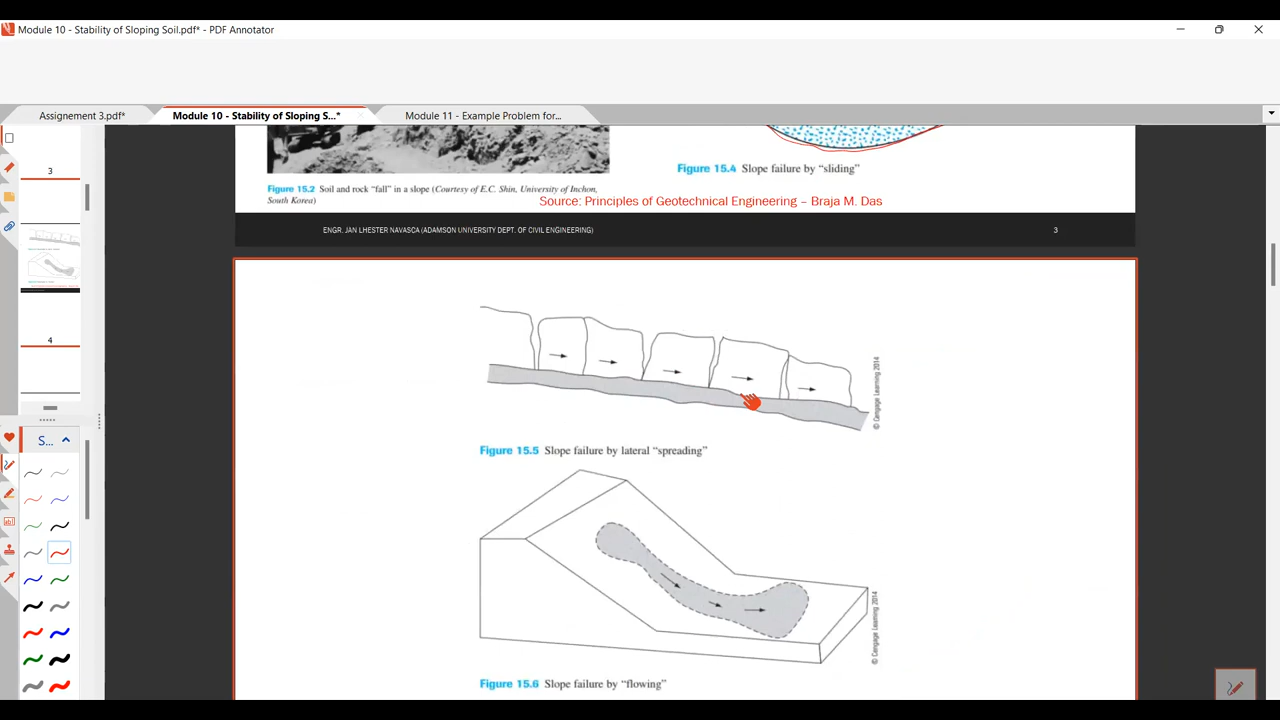 Module 10 - Stability of Sloping Soil.pdf* - PDF Annotator
Assignement 3.pdf*
Module 10 - Stability of Sloping S...*
Module 11 - Example Problem for...
3
4
S...
Figure 15.2 Soil and rock "fall" in a slope (Courtesy of E.C. Shin, University of Inchon,
South Korea)
Figure 15.4 Slope failure by "sliding"
Source: Principles of Geotechnical Engineering – Braja M. Das
ENGR. JAN LHESTER NAVASCA (ADAMSON UNIVERSITY DEPT. OF CIVIL ENGINEERING)
3
© Cengage Learning 2014
Figure 15.5 Slope failure by lateral "spreading"
© Cengage Learning 2014
Figure 15.6 Slope failure by "flowing"